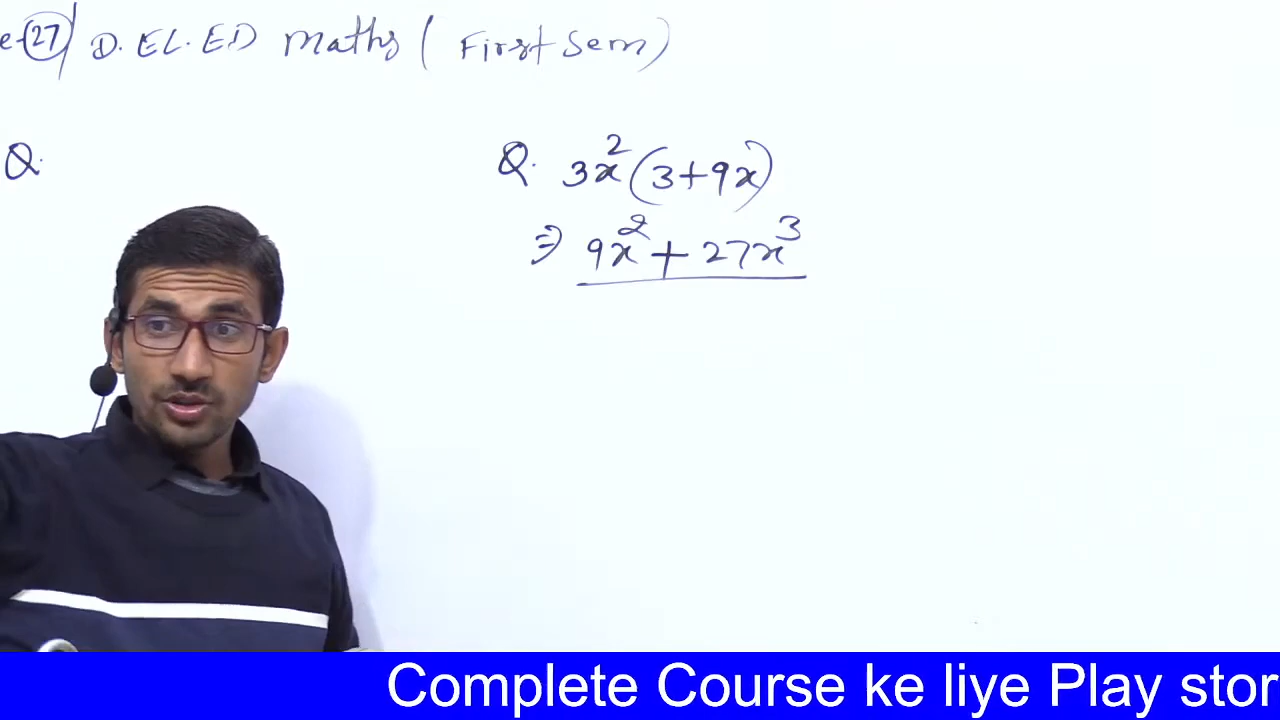 e-27 D.EL.ED Maths ( First Sem)
Q.
Q. 3x²(3+9x)
⇒ 9x² + 27x³
Complete Course ke liye Play stor